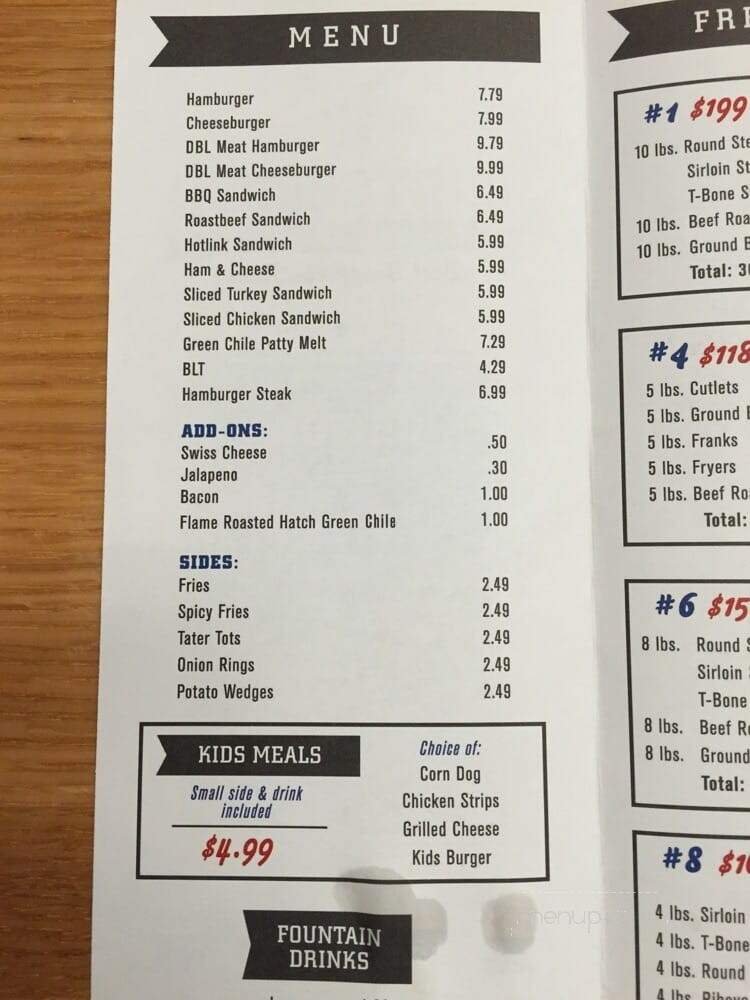 MENU
Hamburger 7.79
Cheeseburger 7.99
DBL Meat Hamburger 9.79
DBL Meat Cheeseburger 9.99
BBQ Sandwich 6.49
Roastbeef Sandwich 6.49
Hotlink Sandwich 5.99
Ham & Cheese 5.99
Sliced Turkey Sandwich 5.99
Sliced Chicken Sandwich 5.99
Green Chile Patty Melt 7.29
BLT 4.29
Hamburger Steak 6.99
ADD-ONS:
Swiss Cheese .50
Jalapeno .30
Bacon 1.00
Flame Roasted Hatch Green Chile 1.00
SIDES:
Fries 2.49
Spicy Fries 2.49
Tater Tots 2.49
Onion Rings 2.49
Potato Wedges 2.49
KIDS MEALS
Small side & drink
included
$4.99
Choice of:
Corn Dog
Chicken Strips
Grilled Cheese
Kids Burger
FOUNTAIN
DRINKS
#1 $199
10 lbs. Round
Sirloin
T-Bone
10 lbs. Beef
10 lbs. Ground
Total:
#4 $118
5 lbs. Cutlets
5 lbs. Ground
5 lbs. Franks
5 lbs. Fryers
5 lbs. Beef
Total:
#6 $15
8 lbs. Round
Sirloin
T-Bone
8 lbs. Beef
8 lbs. Ground
Total:
#8
4 lbs. Sirloin
4 lbs. T-Bone
4 lbs. Round
4 lbs.
menup